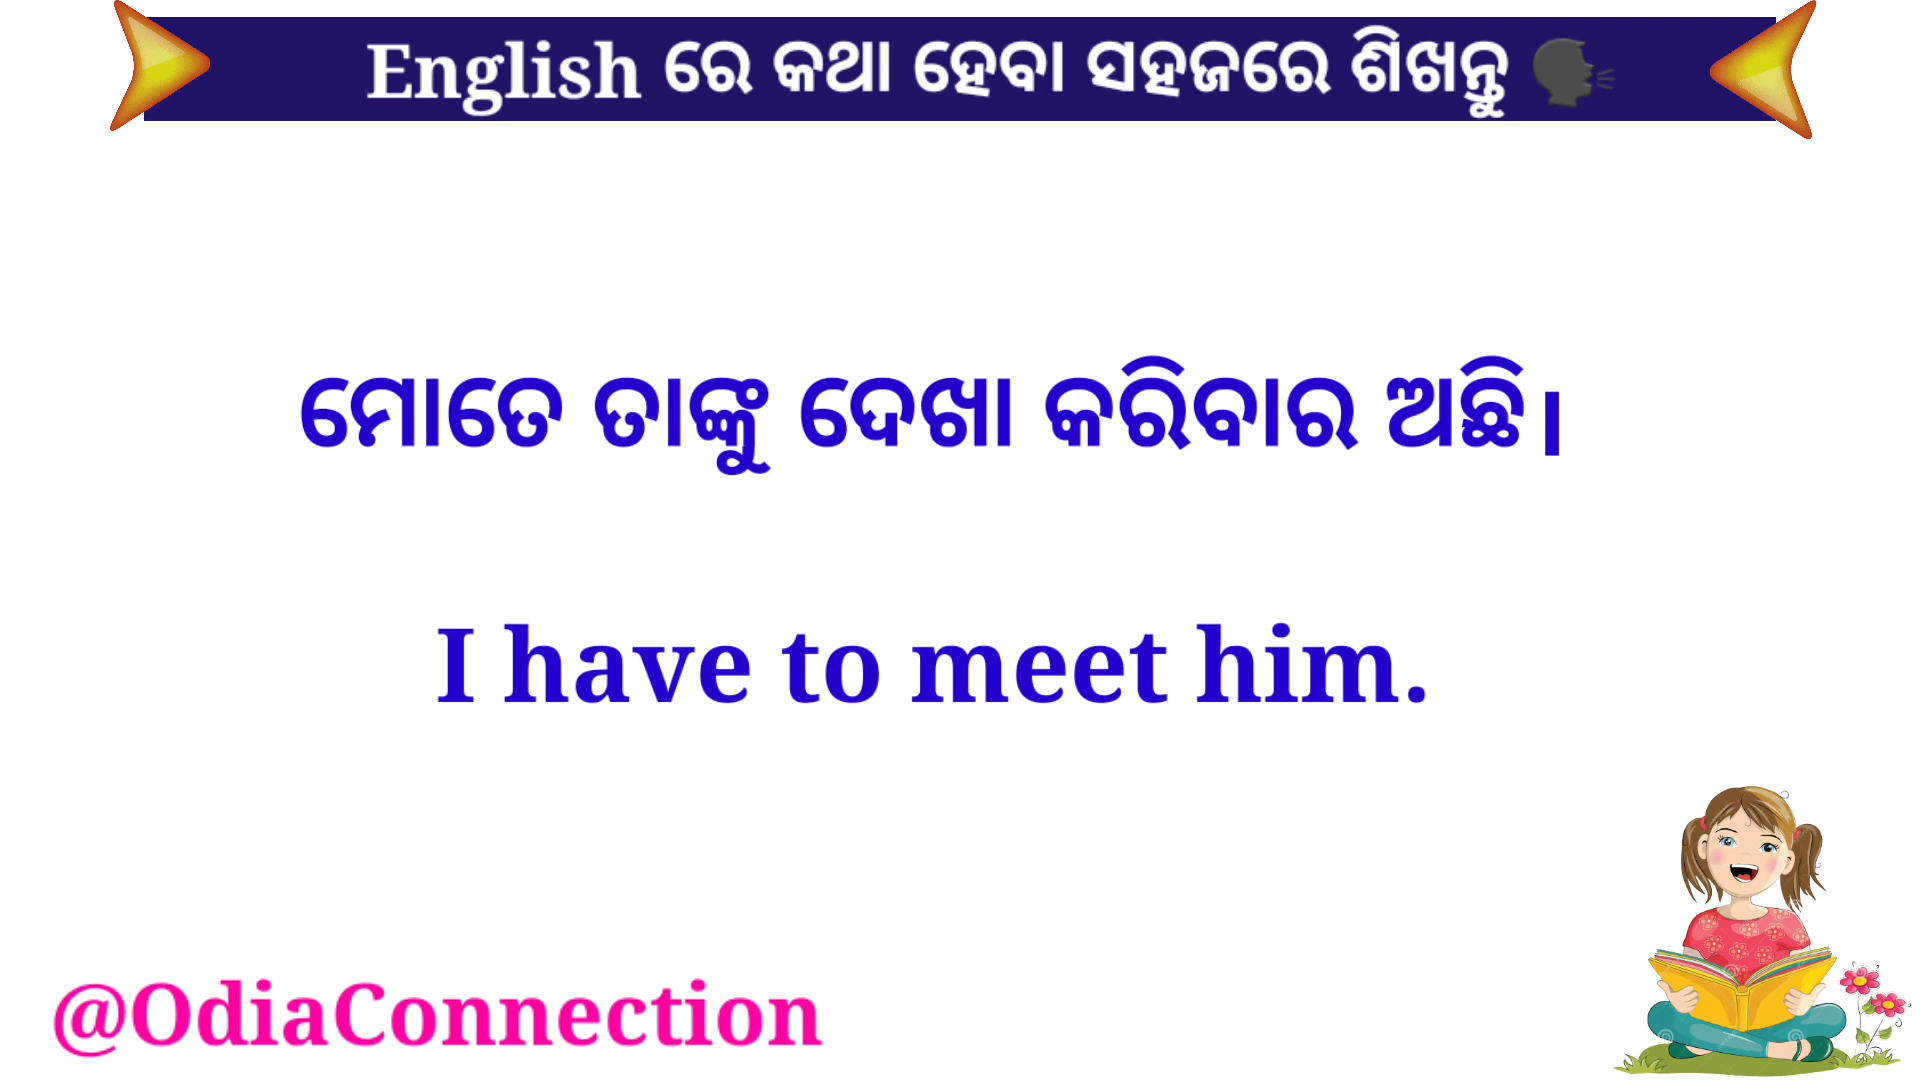 English ରେ କଥା ହେବା ସହଜରେ ଶିଖନ୍ତୁ 🗣
ମୋତେ ତାଙ୍କୁ ଦେଖା କରିବାର ଅଛି।
I have to meet him.
@OdiaConnection